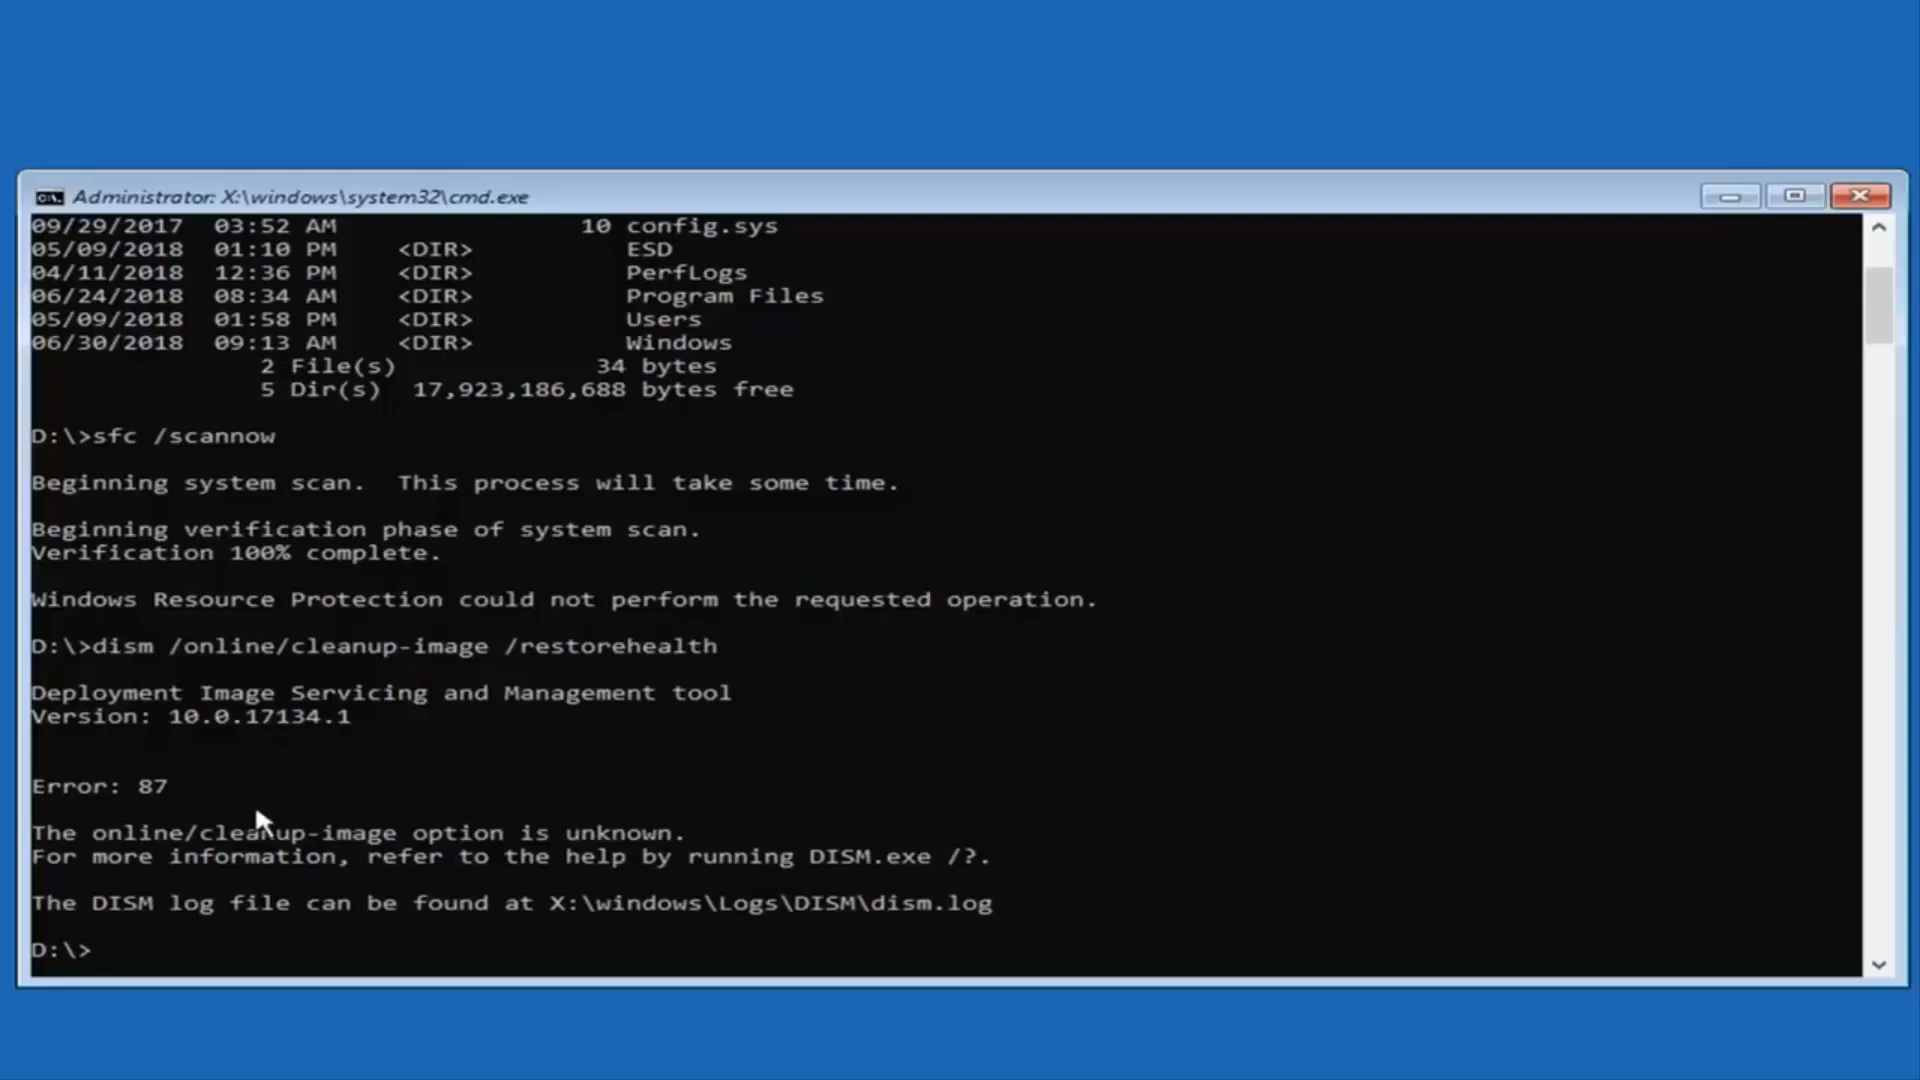 Administrator: X:\windows\system32\cmd.exe
09/29/2017  03:52 AM                10 config.sys
05/09/2018  01:10 PM    <DIR>          ESD
04/11/2018  12:36 PM    <DIR>          PerfLogs
06/24/2018  08:34 AM    <DIR>          Program Files
05/09/2018  01:58 PM    <DIR>          Users
06/30/2018  09:13 AM    <DIR>          Windows
               2 File(s)             34 bytes
               5 Dir(s)  17,923,186,688 bytes free
D:\>sfc /scannow
Beginning system scan.  This process will take some time.
Beginning verification phase of system scan.
Verification 100% complete.
Windows Resource Protection could not perform the requested operation.
D:\>dism /online/cleanup-image /restorehealth
Deployment Image Servicing and Management tool
Version: 10.0.17134.1
Error: 87
The online/cleanup-image option is unknown.
For more information, refer to the help by running DISM.exe /?.
The DISM log file can be found at X:\windows\Logs\DISM\dism.log
D:\>